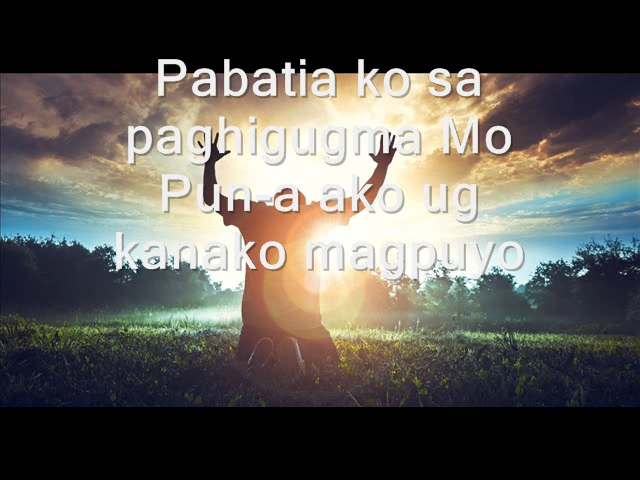 Pabatia ko sa
paghigugma Mo
Pun-a ako ug
kanako magpuyo